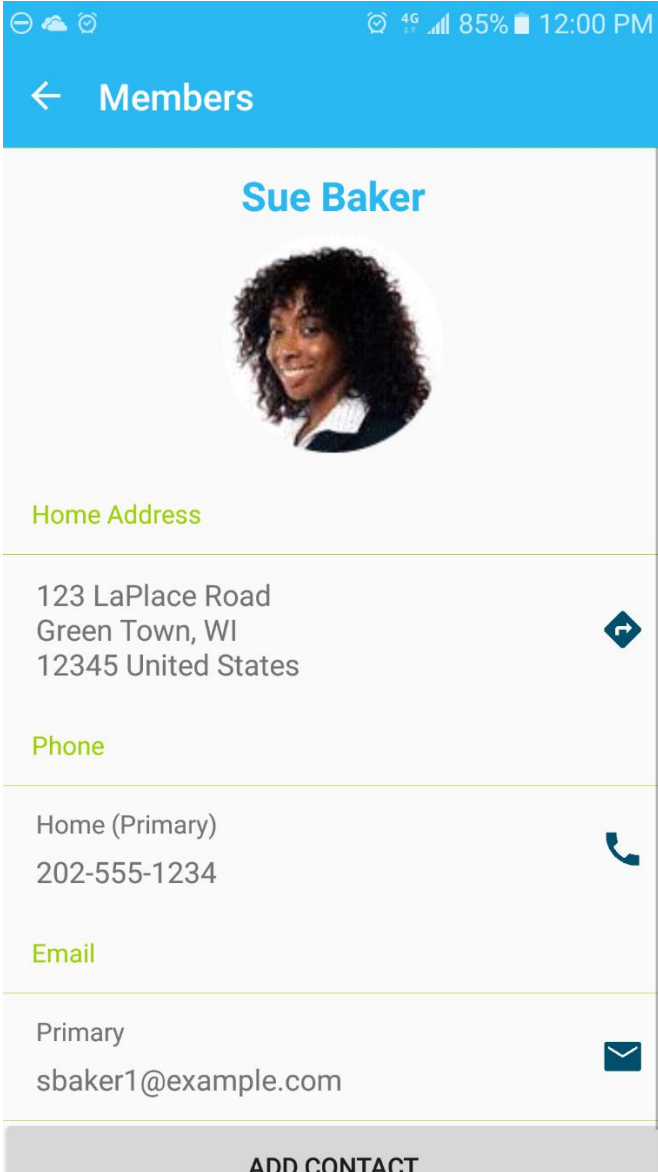 4G 85% 12:00 PM
Members
Sue Baker
Home Address
123 LaPlace Road
Green Town, WI
12345 United States
Phone
Home (Primary)
202-555-1234
Email
Primary
sbaker1@example.com
ADD CONTACT